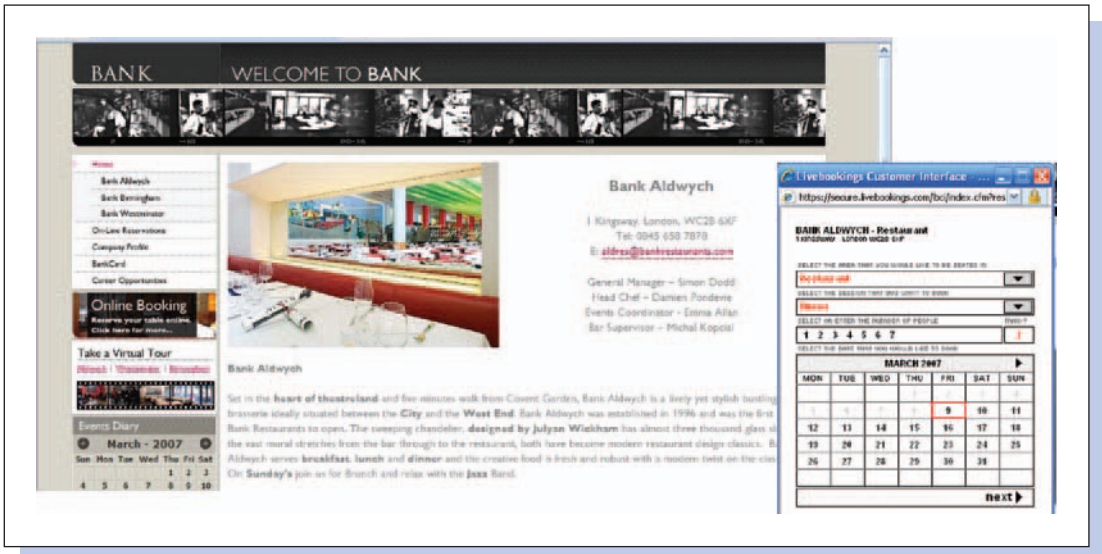 BANK
WELCOME TO BANK
Home
Bank Aldwych
Bank Birmingham
Bank Westminster
On-Line Reservations
Company Profile
BankCard
Career Opportunities
Online Booking
Reserve your table online.
Click here for more...
Take a Virtual Tour
Events Diary
March - 2007
Sun Mon Tue Wed Thu Fri Sat
1 2 3
4 5 6 7 8 9 10
Bank Aldwych
1 Kingsway, London, WC2B 6XF
Tel: 0845 658 7878
E: aldres@bankrestaurants.com
General Manager – Simon Dodd
Head Chef – Damien Pondevie
Events Coordinator - Emma Allan
Bar Supervisor – Michal Kopcial
Bank Aldwych
Set in the heart of theatreland and five minutes walk from Covent Garden, Bank Aldwych is a lively yet stylish bustling
brasserie ideally situated between the City and the West End. Bank Aldwych was established in 1996 and was the first
Bank Restaurants to open. The sweeping chandelier, designed by Julyan Wickham has almost three thousand glass
the vast mural stretches from the bar through to the restaurant, both have become modern restaurant design classics.
Aldwych serves breakfast, lunch and dinner and the creative food is fresh and robust with a modern twist on the
On Sunday's join us for Brunch and relax with the Jazz Band.
Livebookings Customer Interface - ...
https://secure.livebookings.com/bci/index.cfm?res
BANK ALDWYCH - Restaurant
1 KINGSWAY - LONDON WC2B 6XF
SELECT THE AREA THAT YOU WOULD LIKE TO BE SEATED IN
Restaurant
SELECT THE SESSION THAT YOU WANT TO BOOK
SELECT OR ENTER THE NUMBER OF PEOPLE
1 2 3 4 5 6 7
SELECT THE DATE THAT YOU WOULD LIKE TO BOOK
MARCH 2007
MON TUE WED THU FRI SAT SUN
1 2 3 4
5 6 7 8 9 10 11
12 13 14 15 16 17 18
19 20 21 22 23 24 25
26 27 28 29 30 31
next